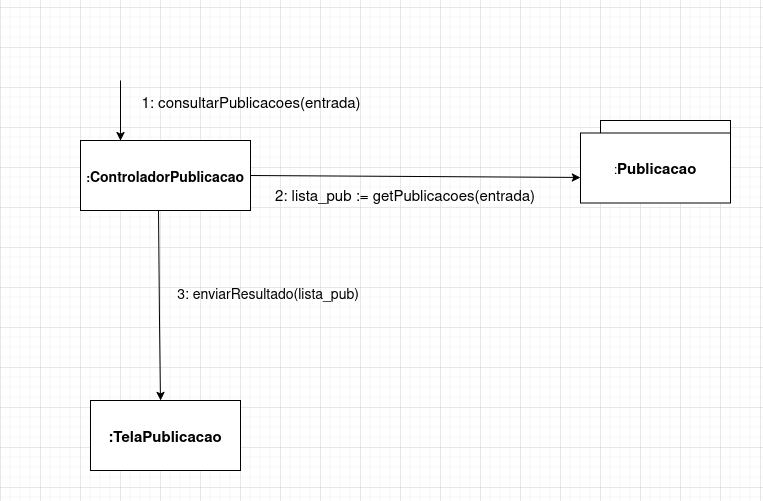 1: consultarPublicacoes(entrada)
:ControladorPublicacao
:Publicacao
2: lista_pub := getPublicacoes(entrada)
3: enviarResultado(lista_pub)
:TelaPublicacao